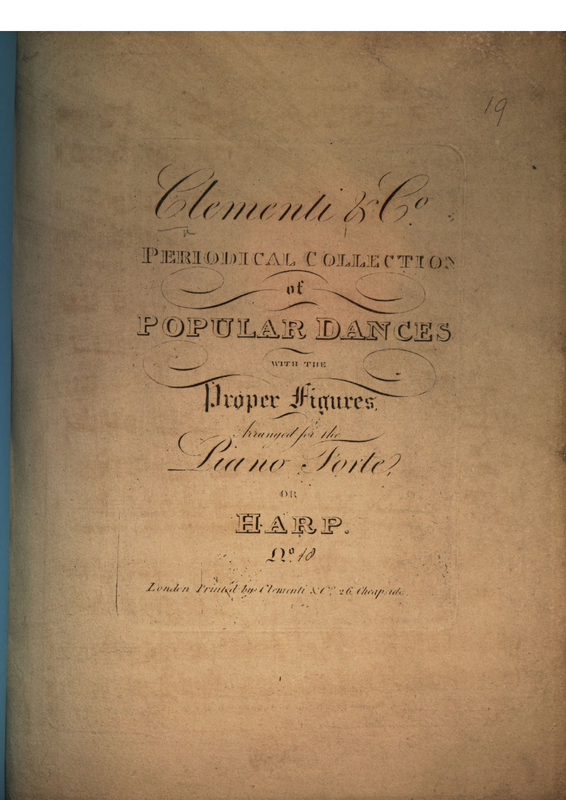 19
Clementi & Co
PERIODICAL COLLECTION
of
POPULAR DANCES
WITH THE
Proper Figures,
Arranged for the
Piano Forte,
OR
HARP.
No. 10
London Printed by Clementi & Co. 26, Cheapside.